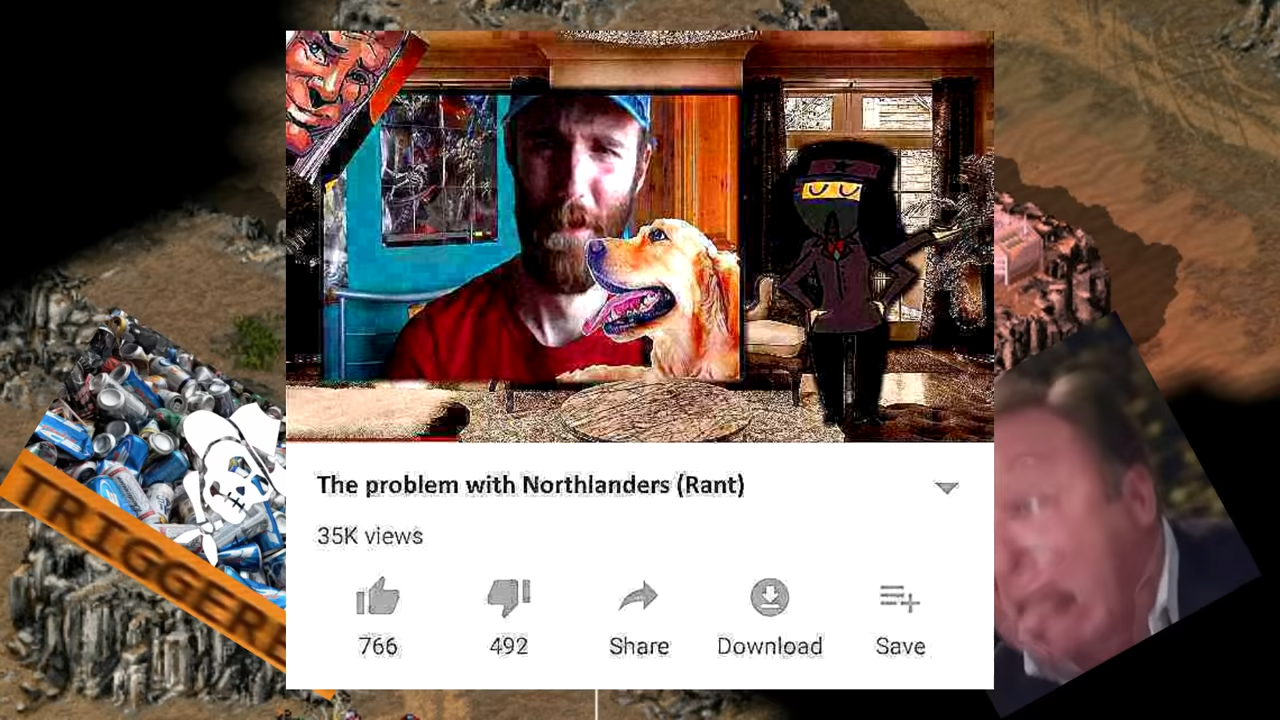 The problem with Northlanders (Rant)
35K views
766
492
Share
Download
Save
TRIGGERE